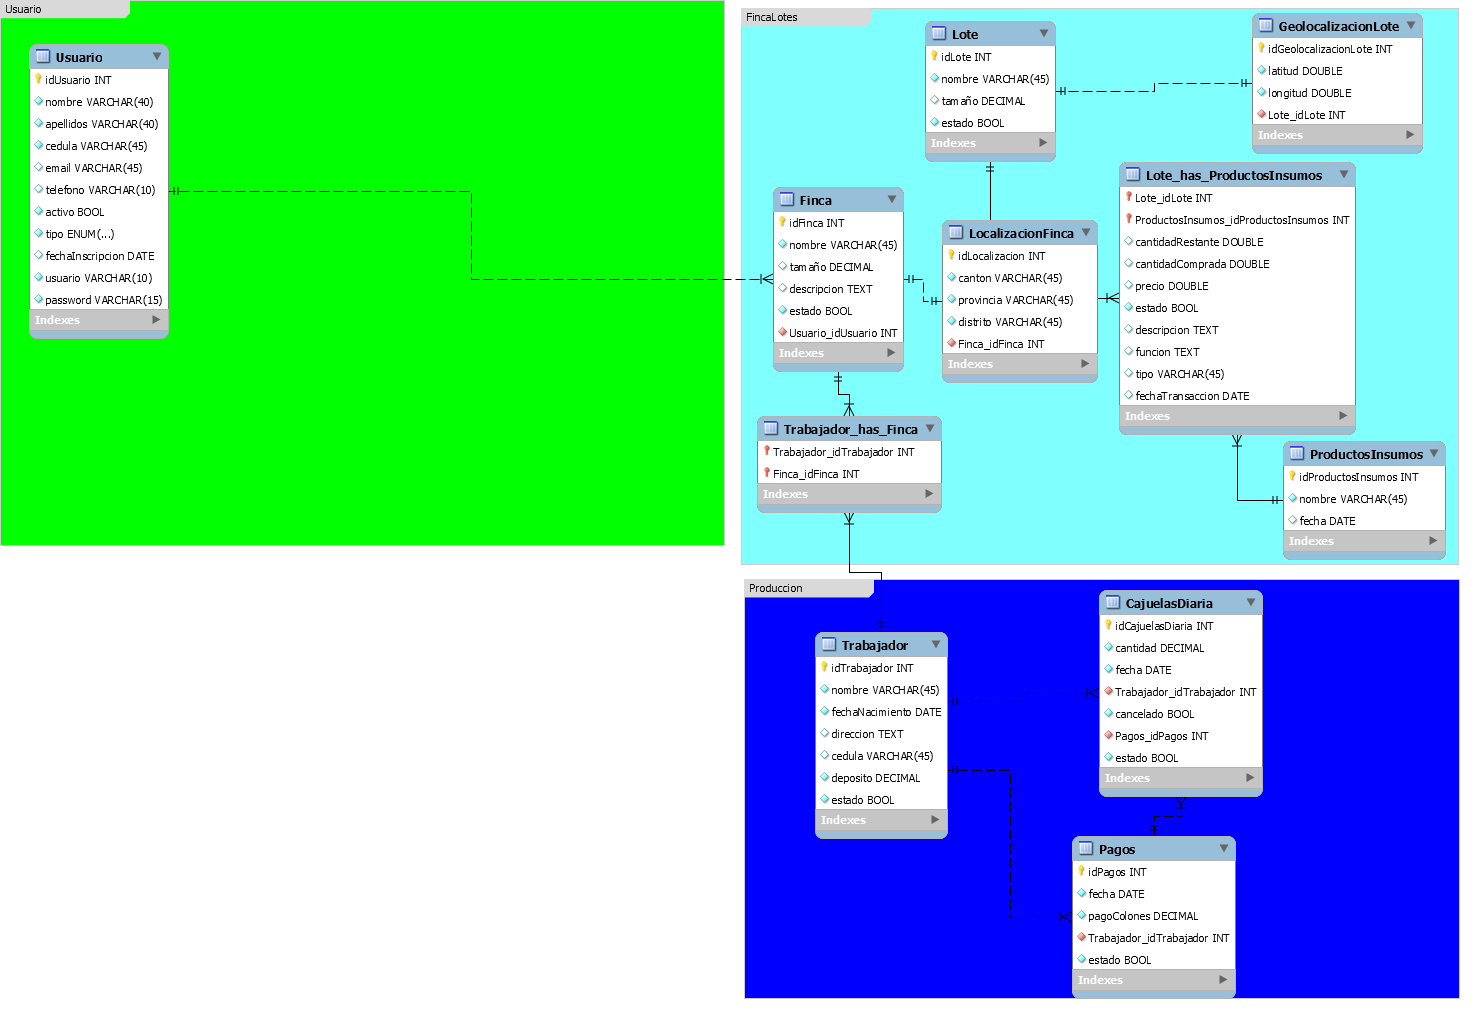 Usuario
Usuario
idUsuario INT
nombre VARCHAR(40)
apellidos VARCHAR(40)
cedula VARCHAR(45)
email VARCHAR(45)
telefono VARCHAR(10)
activo BOOL
tipo ENUM(...)
fechaInscripcion DATE
usuario VARCHAR(10)
password VARCHAR(15)
Indexes
FincaLotes
Lote
idLote INT
nombre VARCHAR(45)
tamaño DECIMAL
estado BOOL
Indexes
GeolocalizacionLote
idGeolocalizacionLote INT
latitud DOUBLE
longitud DOUBLE
Lote_idLote INT
Indexes
Finca
idFinca INT
nombre VARCHAR(45)
tamaño DECIMAL
descripcion TEXT
estado BOOL
Usuario_idUsuario INT
Indexes
LocalizacionFinca
idLocalizacion INT
canton VARCHAR(45)
provincia VARCHAR(45)
distrito VARCHAR(45)
Finca_idFinca INT
Indexes
Lote_has_ProductosInsumos
Lote_idLote INT
ProductosInsumos_idProductosInsumos INT
cantidadRestante DOUBLE
cantidadComprada DOUBLE
precio DOUBLE
estado BOOL
descripcion TEXT
funcion TEXT
tipo VARCHAR(45)
fechaTransaccion DATE
Indexes
Trabajador_has_Finca
Trabajador_idTrabajador INT
Finca_idFinca INT
Indexes
ProductosInsumos
idProductosInsumos INT
nombre VARCHAR(45)
fecha DATE
Indexes
Produccion
Trabajador
idTrabajador INT
nombre VARCHAR(45)
fechaNacimiento DATE
direccion TEXT
cedula VARCHAR(45)
deposito DECIMAL
estado BOOL
Indexes
CajuelasDiaria
idCajuelasDiaria INT
cantidad DECIMAL
fecha DATE
Trabajador_idTrabajador INT
cancelado BOOL
Pagos_idPagos INT
estado BOOL
Indexes
Pagos
idPagos INT
fecha DATE
pagoColones DECIMAL
Trabajador_idTrabajador INT
estado BOOL
Indexes